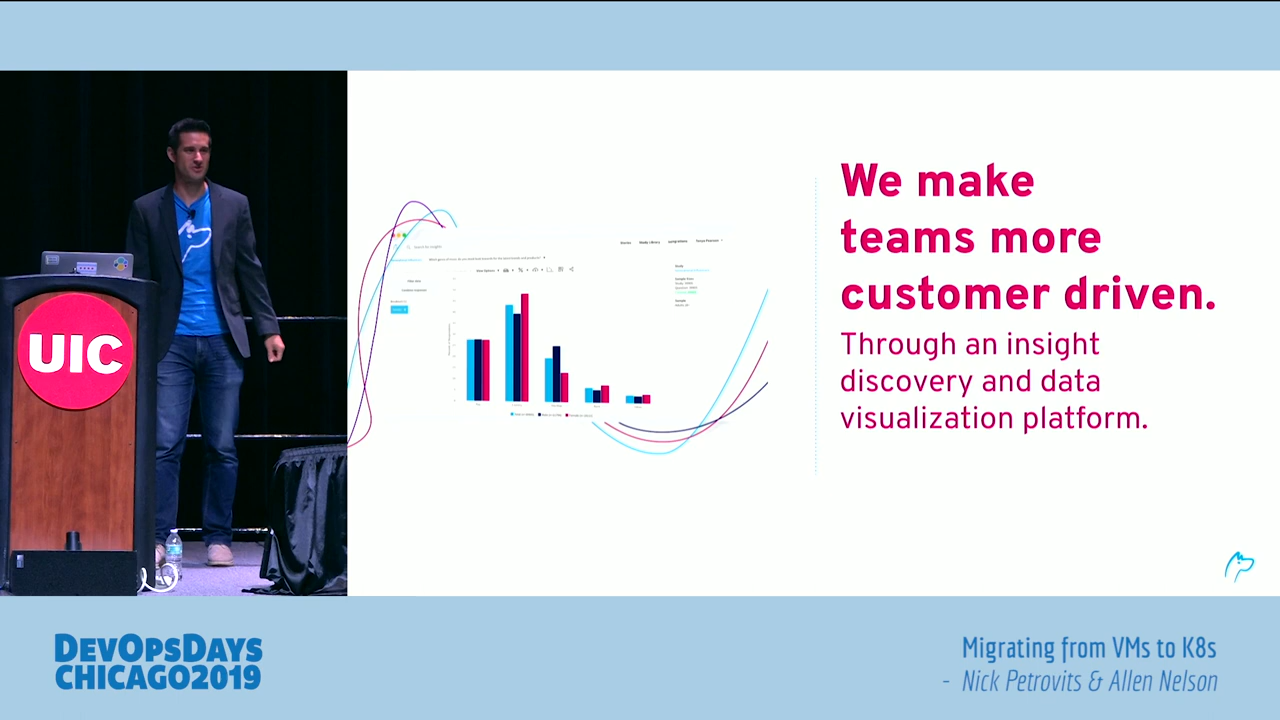 We make
teams more
customer driven.
Through an insight
discovery and data
visualization platform.
UIC
DEVOPSDAYS
CHICAGO2019
Migrating from VMs to K8s
- Nick Petrovits & Allen Nelson